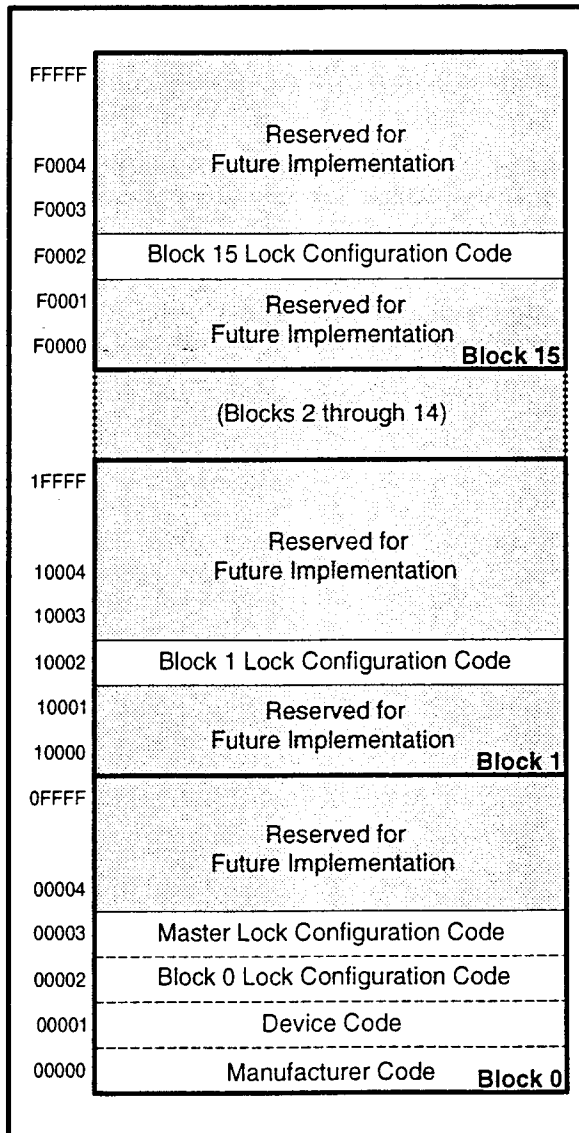 FFFFF
Reserved for
Future Implementation
F0004
F0003
F0002 Block 15 Lock Configuration Code
F0001 Reserved for
Future Implementation
F0000 Block 15
(Blocks 2 through 14)
1FFFF
Reserved for
Future Implementation
10004
10003
10002 Block 1 Lock Configuration Code
10001 Reserved for
Future Implementation
10000 Block 1
0FFFF
Reserved for
Future Implementation
00004
00003 Master Lock Configuration Code
00002 Block 0 Lock Configuration Code
00001 Device Code
00000 Manufacturer Code Block 0